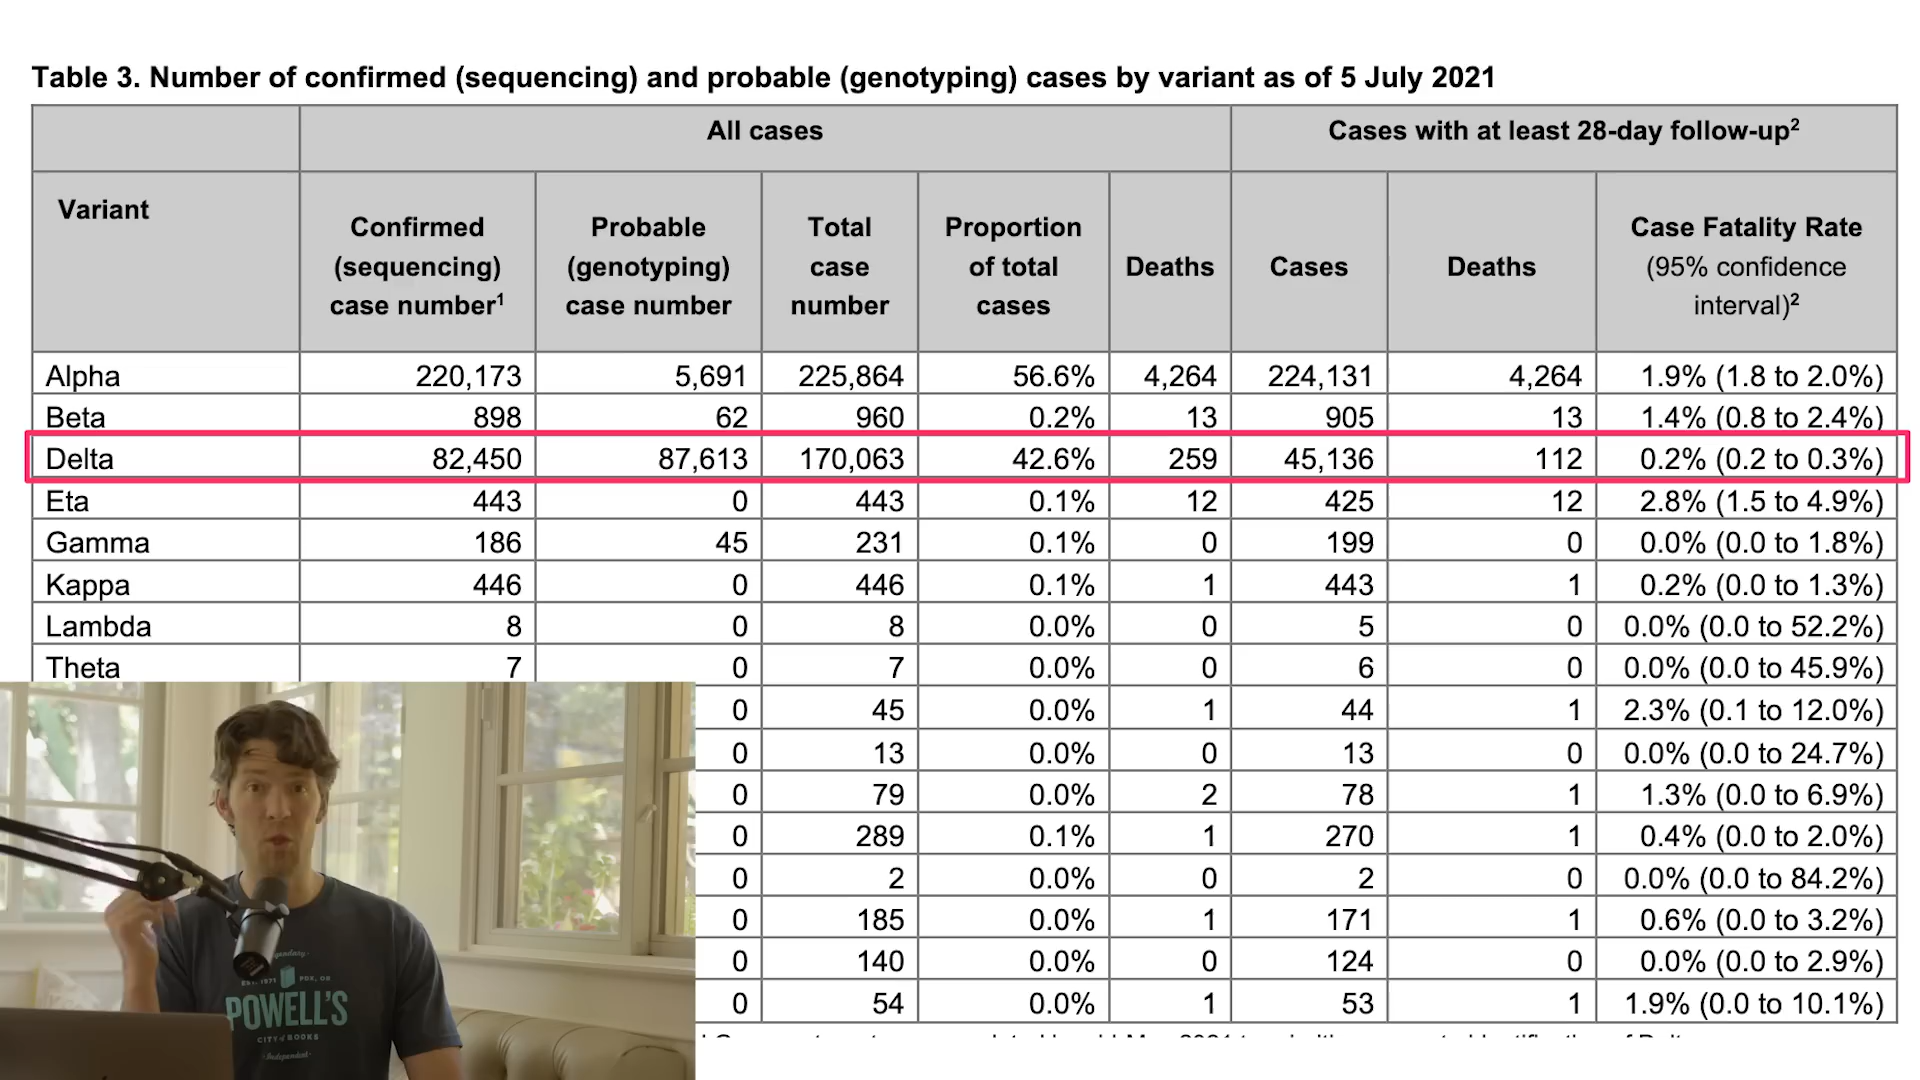 Table 3. Number of confirmed (sequencing) and probable (genotyping) cases by variant as of 5 July 2021
All cases Cases with at least 28-day follow-up²
Variant Confirmed (sequencing) case number¹ Probable (genotyping) case number Total case number Proportion of total cases Deaths Cases Deaths Case Fatality Rate (95% confidence interval)²
Alpha 220,173 5,691 225,864 56.6% 4,264 224,131 4,264 1.9% (1.8 to 2.0%)
Beta 898 62 960 0.2% 13 905 13 1.4% (0.8 to 2.4%)
Delta 82,450 87,613 170,063 42.6% 259 45,136 112 0.2% (0.2 to 0.3%)
Eta 443 0 443 0.1% 12 425 12 2.8% (1.5 to 4.9%)
Gamma 186 45 231 0.1% 0 199 0 0.0% (0.0 to 1.8%)
Kappa 446 0 446 0.1% 1 443 1 0.2% (0.0 to 1.3%)
Lambda 8 0 8 0.0% 0 5 0 0.0% (0.0 to 52.2%)
Theta 7 0 7 0.0% 0 6 0 0.0% (0.0 to 45.9%)
0 45 0.0% 1 44 1 2.3% (0.1 to 12.0%)
0 13 0.0% 0 13 0 0.0% (0.0 to 24.7%)
0 79 0.0% 2 78 1 1.3% (0.0 to 6.9%)
0 289 0.1% 1 270 1 0.4% (0.0 to 2.0%)
0 2 0.0% 0 2 0 0.0% (0.0 to 84.2%)
0 185 0.0% 1 171 1 0.6% (0.0 to 3.2%)
0 140 0.0% 0 124 0 0.0% (0.0 to 2.9%)
0 54 0.0% 1 53 1 1.9% (0.0 to 10.1%)
EST. 1971 PDX, OR
POWELL'S
CITY of BOOKS
Independent